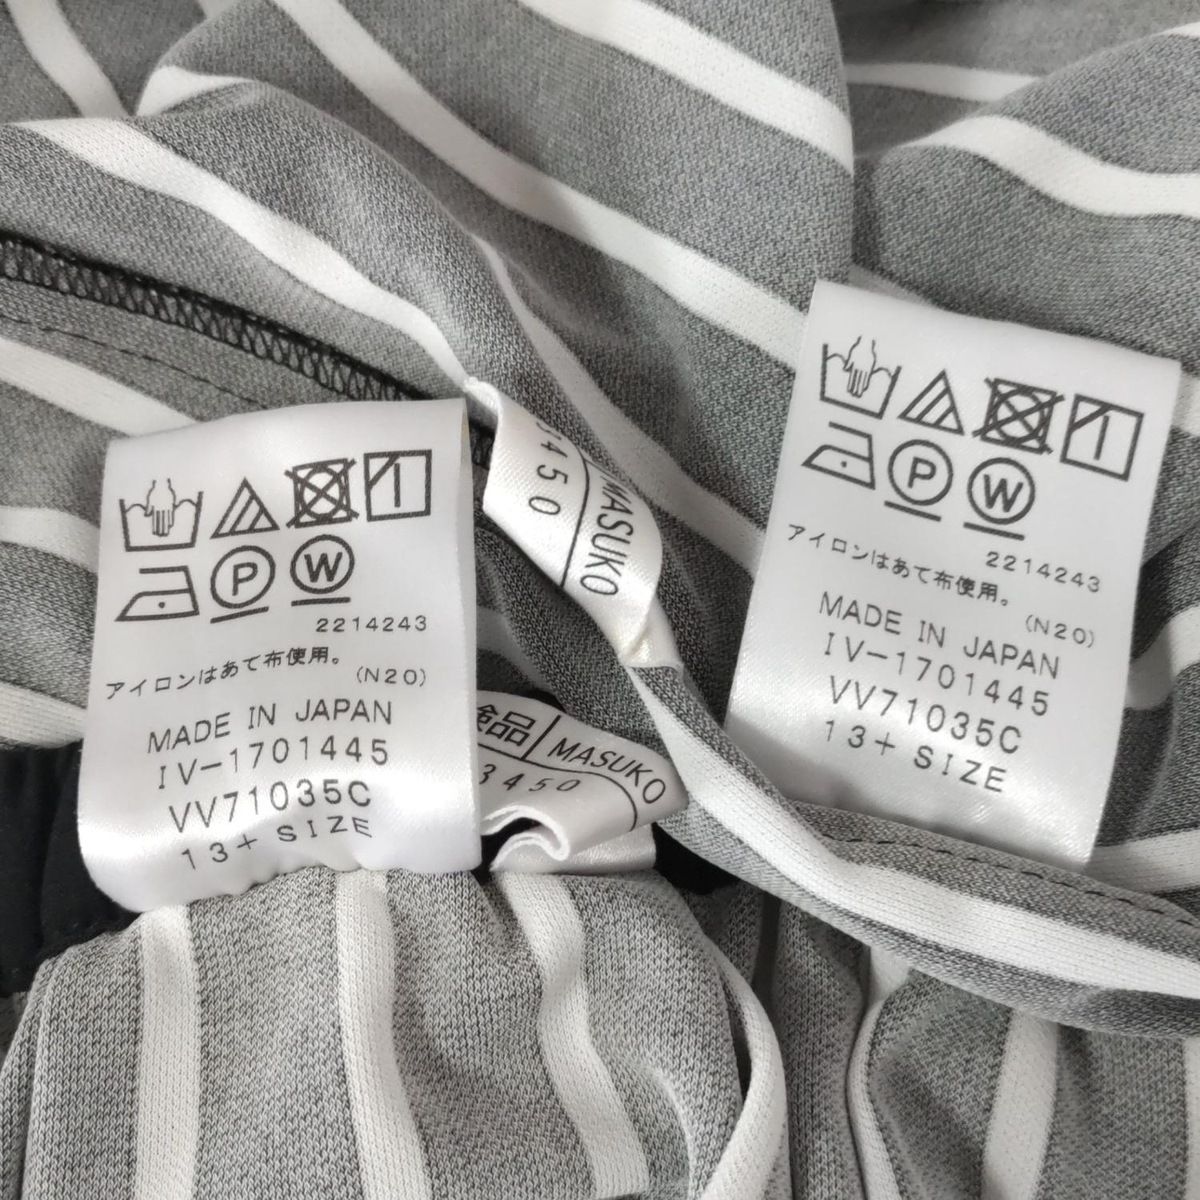 P W
2214243
アイロンはあて布使用。
(N20)
MADE IN JAPAN
IV-1701445
VV71035C
13+ SIZE
450
MASUKO
検品 MASUKO
3450
P W
2214243
アイロンはあて布使用。
(N20)
MADE IN JAPAN
IV-1701445
VV71035C
13+ SIZE